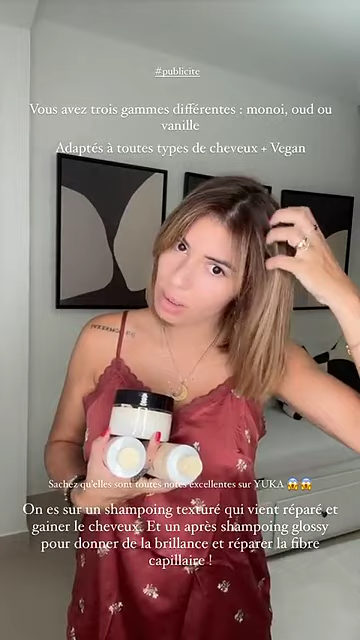 #publicite
Vous avez trois gammes différentes : monoi, oud ou
vanille
Adaptés à toutes types de cheveux + Vegan
Sachez qu'elles sont toutes notés excellentes sur YUKA 😱😱
On es sur un shampoing texturé qui vient réparé et
gainer le cheveux. Et un après shampoing glossy
pour donner de la brillance et réparer la fibre
capillaire !